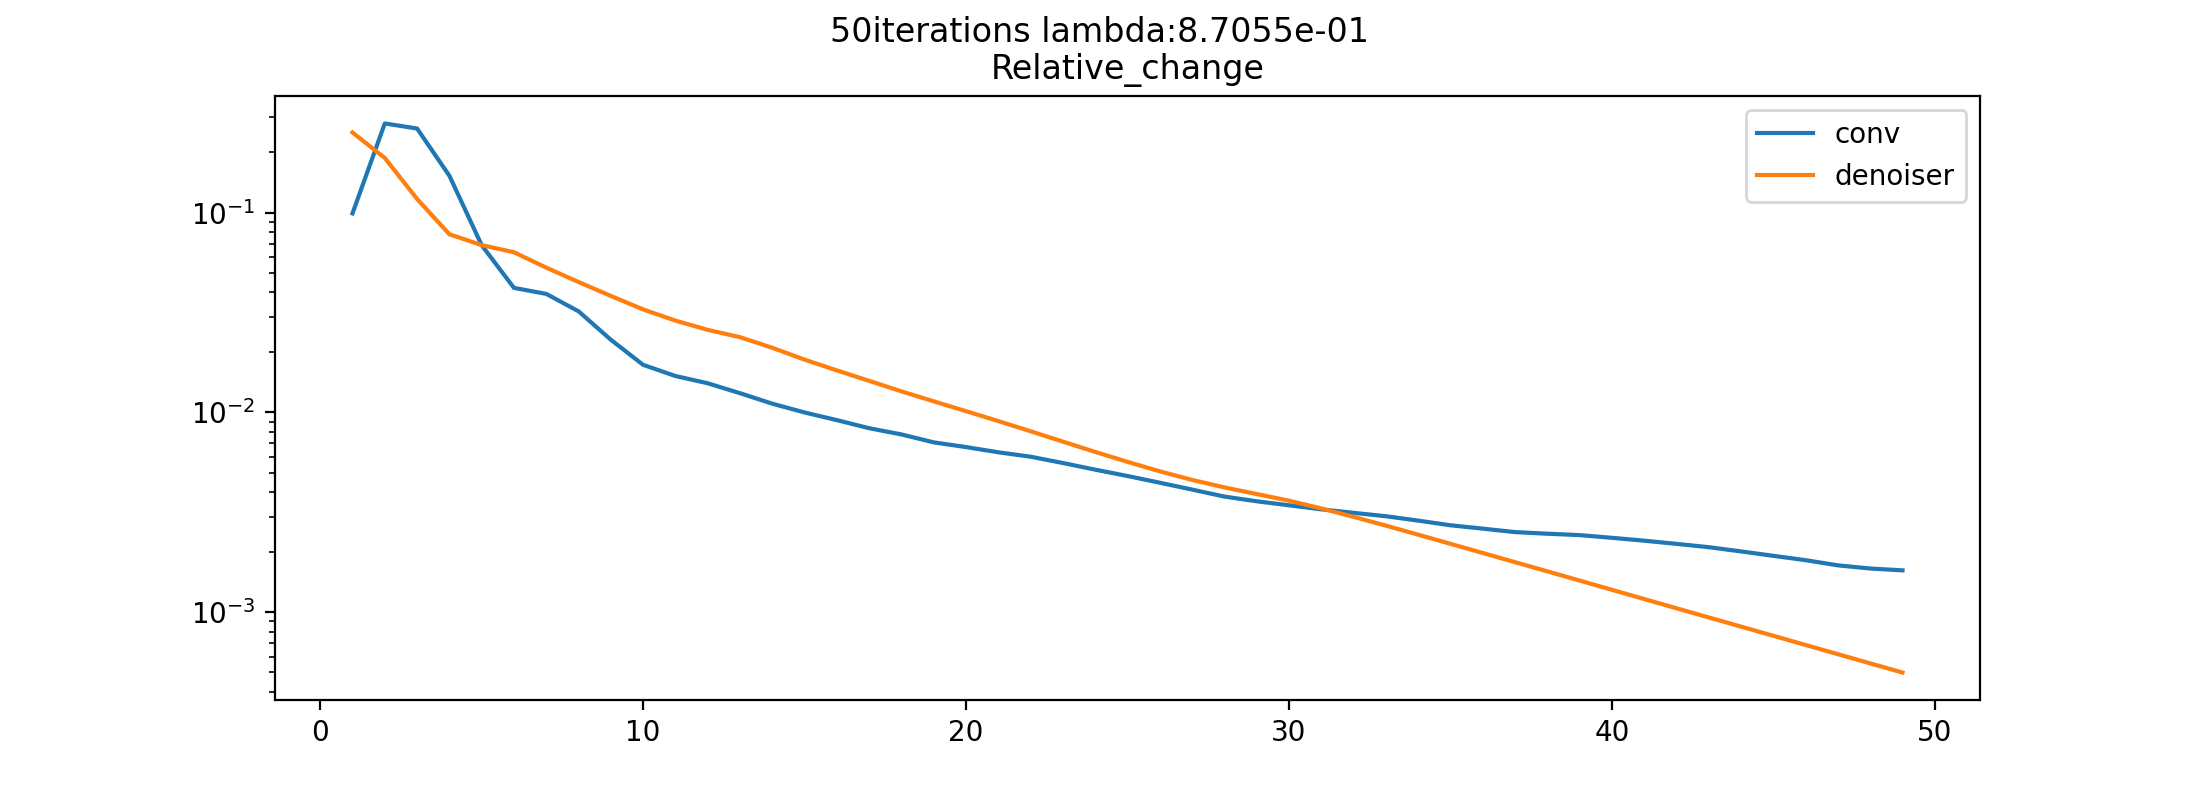 50iterations lambda:8.7055e-01
Relative_change
conv
denoiser
10⁻¹
10⁻²
10⁻³
0 10 20 30 40 50